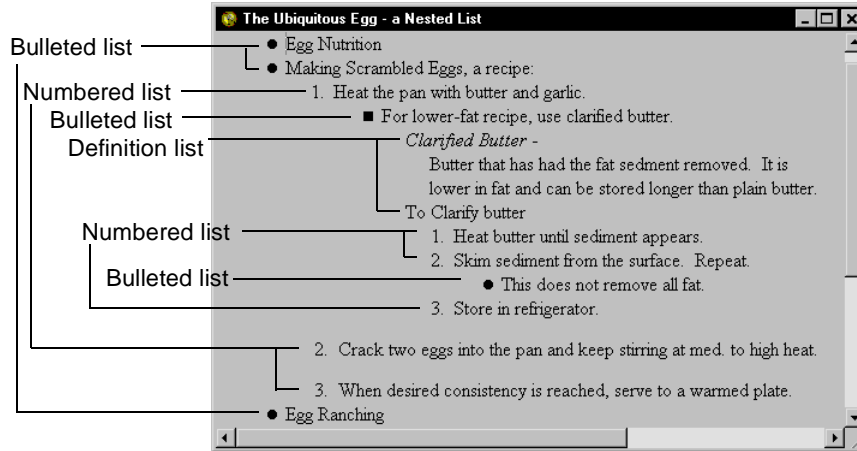 The Ubiquitous Egg - a Nested List
Bulleted list
Egg Nutrition
Making Scrambled Eggs, a recipe:
Numbered list
1. Heat the pan with butter and garlic.
Bulleted list
For lower-fat recipe, use clarified butter.
Definition list
Clarified Butter -
Butter that has had the fat sedment removed. It is
lower in fat and can be stored longer than plain butter.
To Clarify butter
Numbered list
1. Heat butter until sediment appears.
2. Skim sediment from the surface. Repeat.
Bulleted list
This does not remove all fat.
3. Store in refrigerator.
2. Crack two eggs into the pan and keep stirring at med. to high heat.
3. When desired consistency is reached, serve to a warmed plate.
Egg Ranching